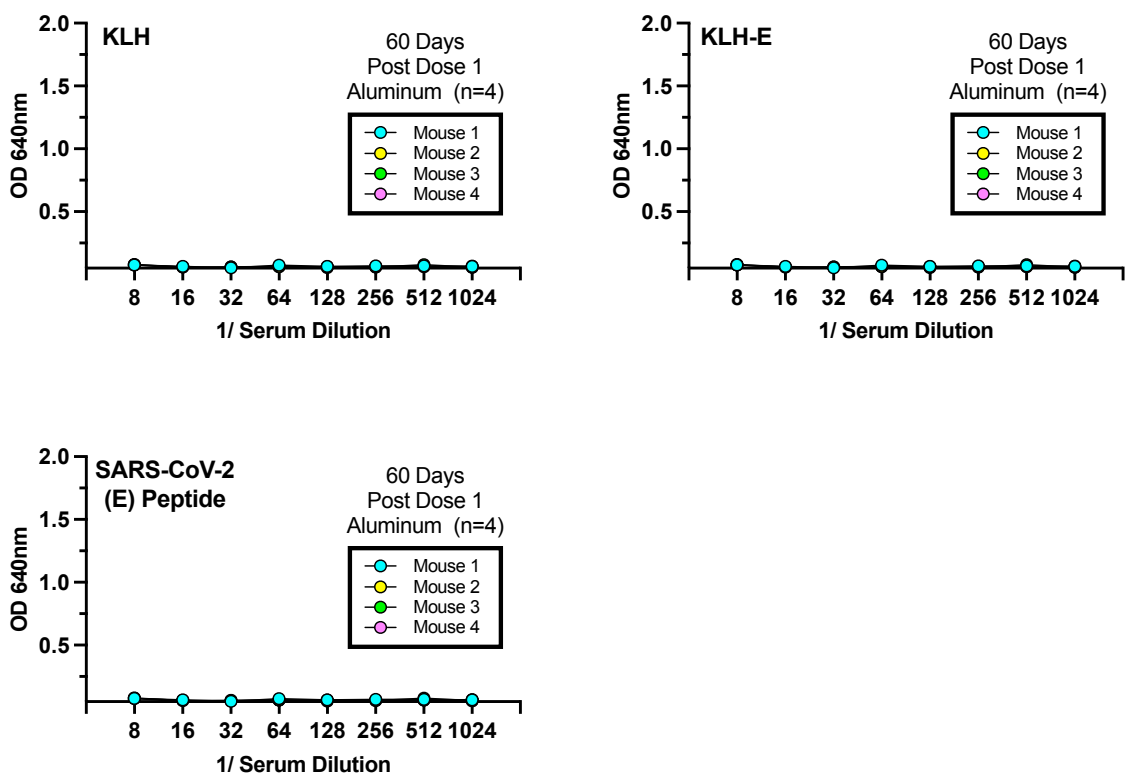 KLH
60 Days
Post Dose 1
Aluminum (n=4)
Mouse 1
Mouse 2
Mouse 3
Mouse 4
2.0
1.5
1.0
0.5
OD 640nm
8 16 32 64 128 256 512 1024
1/ Serum Dilution
KLH-E
60 Days
Post Dose 1
Aluminum (n=4)
Mouse 1
Mouse 2
Mouse 3
Mouse 4
2.0
1.5
1.0
0.5
OD 640nm
8 16 32 64 128 256 512 1024
1/ Serum Dilution
SARS-CoV-2
(E) Peptide
60 Days
Post Dose 1
Aluminum (n=4)
Mouse 1
Mouse 2
Mouse 3
Mouse 4
2.0
1.5
1.0
0.5
OD 640nm
8 16 32 64 128 256 512 1024
1/ Serum Dilution